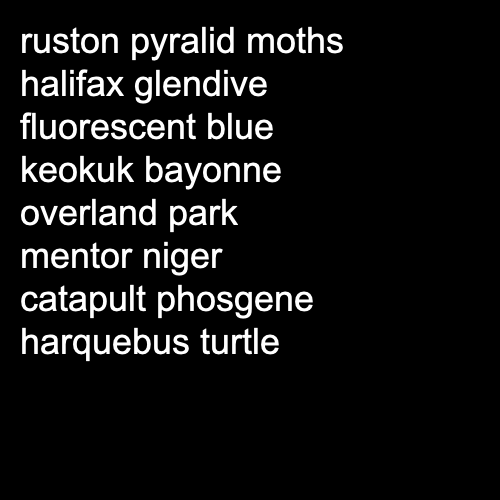 ruston pyralid moths
halifax glendive
fluorescent blue
keokuk bayonne
overland park
mentor niger
catapult phosgene
harquebus turtle